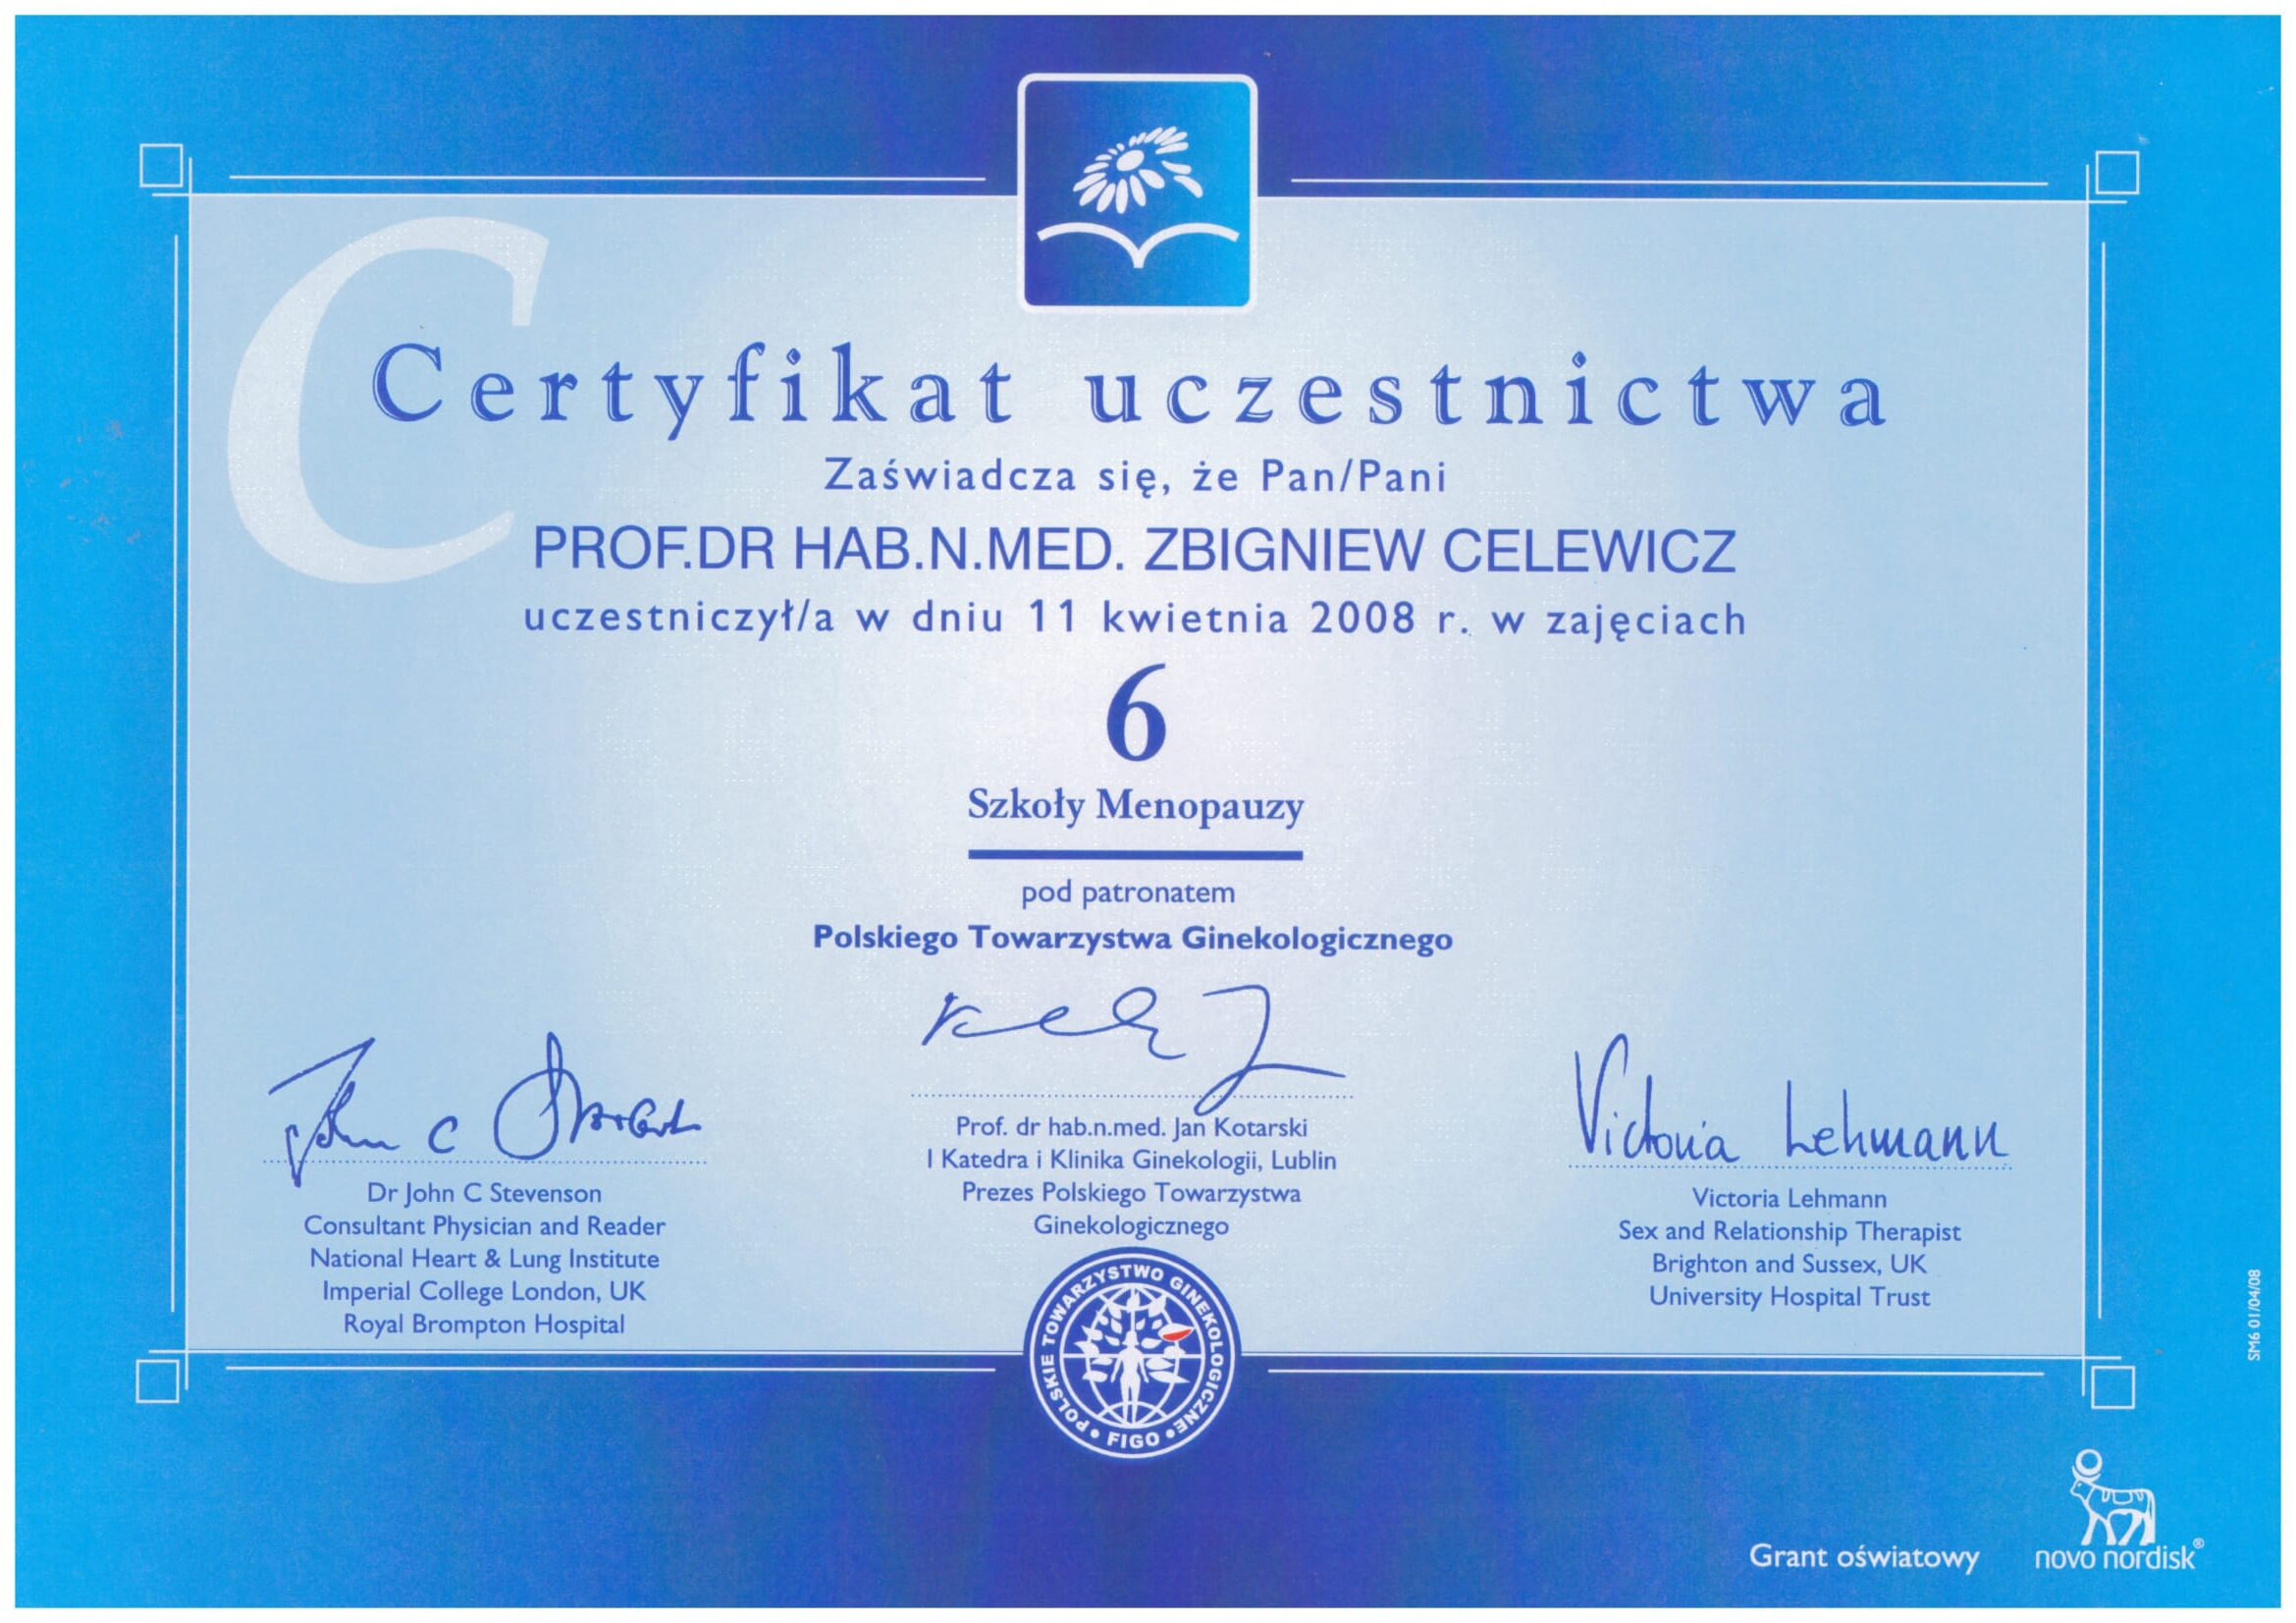 C
Certyfikat uczestnictwa
Zaświadcza się, że Pan/Pani
PROF.DR HAB.N.MED. ZBIGNIEW CELEWICZ
uczestniczył/a w dniu 11 kwietnia 2008 r. w zajęciach
6
Szkoły Menopauzy
pod patronatem
Polskiego Towarzystwa Ginekologicznego
John C Stevenson
Dr John C Stevenson
Consultant Physician and Reader
National Heart & Lung Institute
Imperial College London, UK
Royal Brompton Hospital
Prof. dr hab.n.med. Jan Kotarski
I Katedra i Klinika Ginekologii, Lublin
Prezes Polskiego Towarzystwa
Ginekologicznego
Victoria Lehmann
Victoria Lehmann
Sex and Relationship Therapist
Brighton and Sussex, UK
University Hospital Trust
POLSKIE TOWARZYSTWO GINEKOLOGICZNE • FIGO •
SM6 01/04/08
Grant oświatowy
novo nordisk®